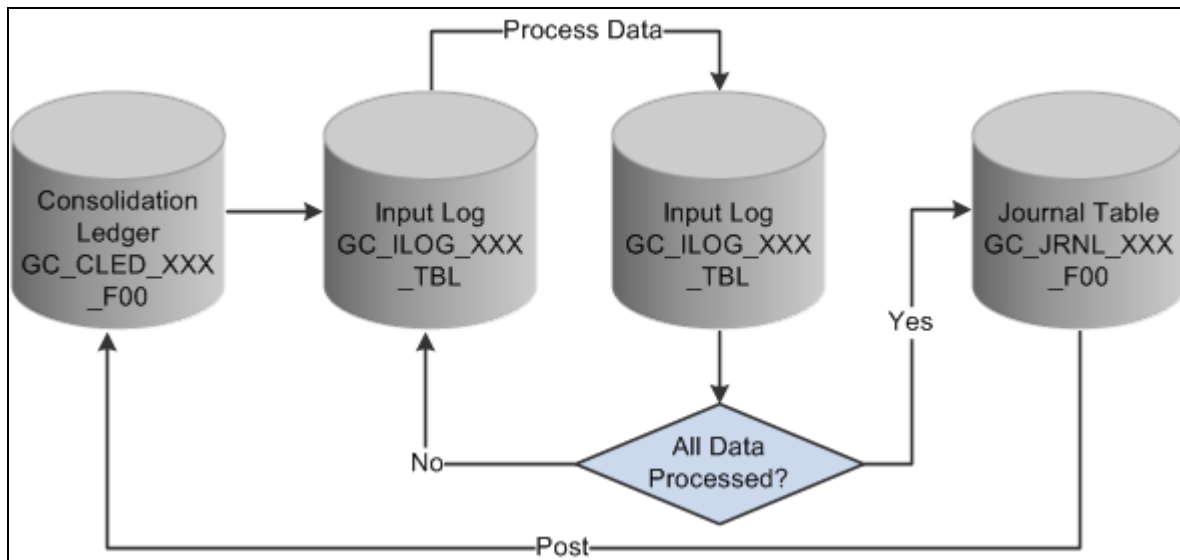 Process Data
Consolidation
Ledger
GC_CLED_XXX
_F00
Input Log
GC_ILOG_XXX
_TBL
Input Log
GC_ILOG_XXX
_TBL
Journal Table
GC_JRNL_XXX
_F00
Yes
All Data
Processed?
No
Post